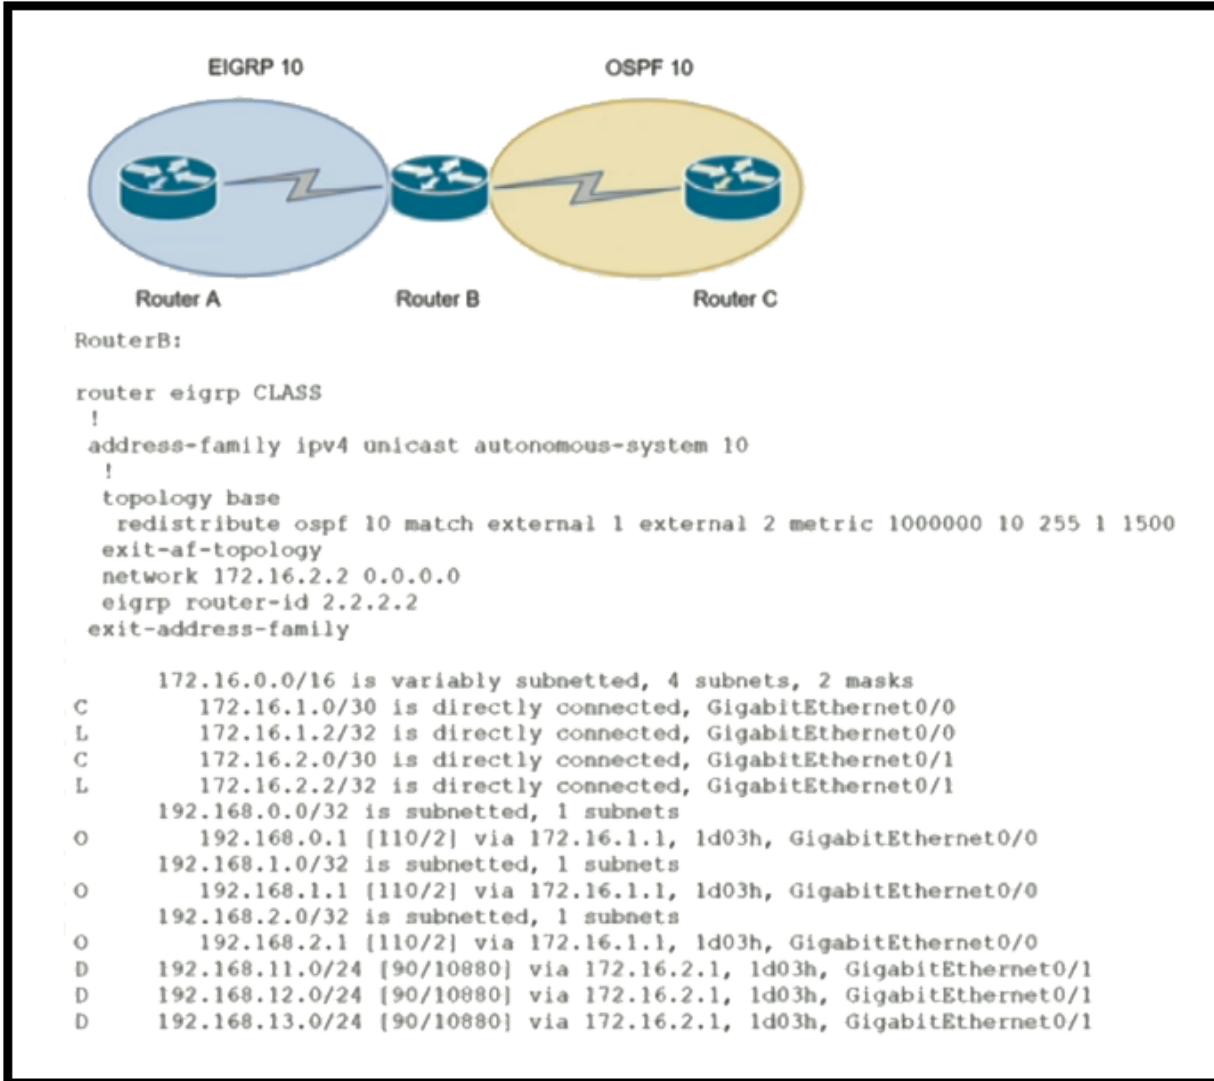 EIGRP 10 OSPF 10
Router A Router B Router C
RouterB:
router eigrp CLASS
!
address-family ipv4 unicast autonomous-system 10
!
topology base
redistribute ospf 10 match external 1 external 2 metric 1000000 10 255 1 1500
exit-af-topology
network 172.16.2.2 0.0.0.0
eigrp router-id 2.2.2.2
exit-address-family
172.16.0.0/16 is variably subnetted, 4 subnets, 2 masks
C 172.16.1.0/30 is directly connected, GigabitEthernet0/0
L 172.16.1.2/32 is directly connected, GigabitEthernet0/0
C 172.16.2.0/30 is directly connected, GigabitEthernet0/1
L 172.16.2.2/32 is directly connected, GigabitEthernet0/1
192.168.0.0/32 is subnetted, 1 subnets
O 192.168.0.1 [110/2] via 172.16.1.1, 1d03h, GigabitEthernet0/0
192.168.1.0/32 is subnetted, 1 subnets
O 192.168.1.1 [110/2] via 172.16.1.1, 1d03h, GigabitEthernet0/0
192.168.2.0/32 is subnetted, 1 subnets
O 192.168.2.1 [110/2] via 172.16.1.1, 1d03h, GigabitEthernet0/0
D 192.168.11.0/24 [90/10880] via 172.16.2.1, 1d03h, GigabitEthernet0/1
D 192.168.12.0/24 [90/10880] via 172.16.2.1, 1d03h, GigabitEthernet0/1
D 192.168.13.0/24 [90/10880] via 172.16.2.1, 1d03h, GigabitEthernet0/1